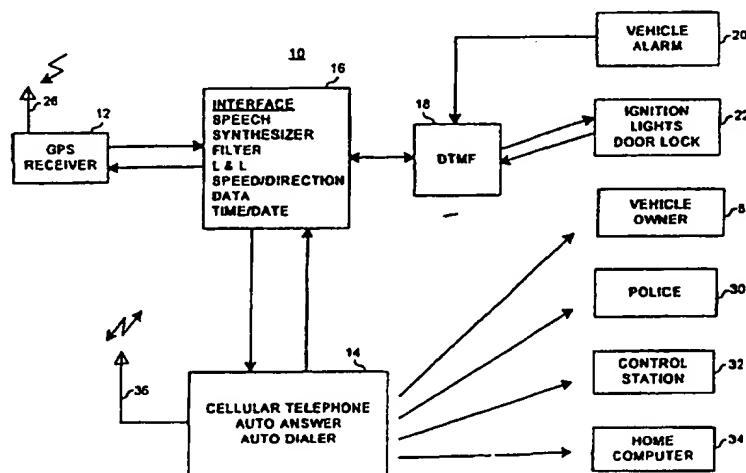 10
VEHICLE
ALARM
20
26
12
GPS
RECEIVER
16
INTERFACE
SPEECH
SYNTHESIZER
FILTER
L & L
SPEED/DIRECTION
DATA
TIME/DATE
18
DTMF
IGNITION
LIGHTS
DOOR LOCK
22
VEHICLE
OWNER
8
POLICE
30
36
14
CELLULAR TELEPHONE
AUTO ANSWER
AUTO DIALER
CONTROL
STATION
32
HOME
COMPUTER
34